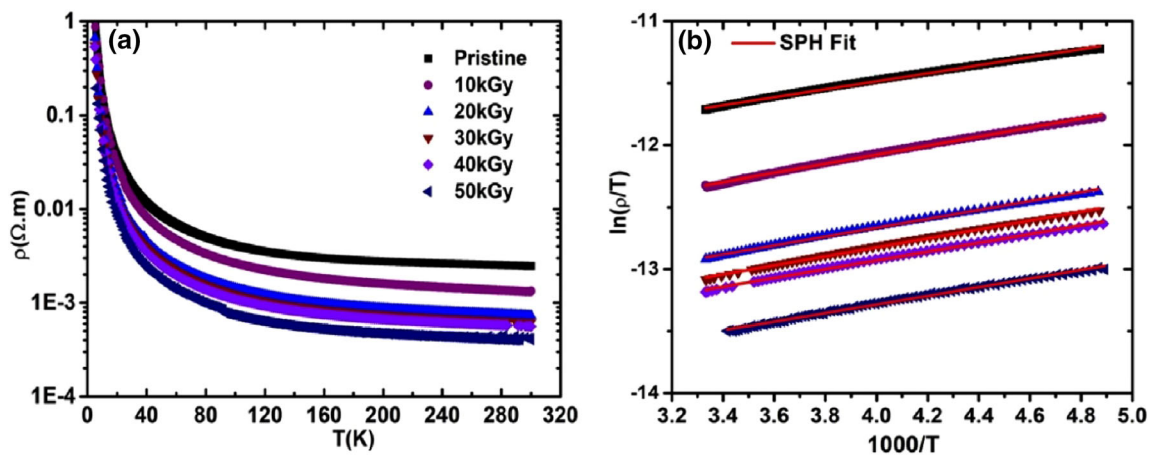 (a)
Pristine
10kGy
20kGy
30kGy
40kGy
50kGy
1
0.1
0.01
1E-3
1E-4
ρ(Ω.m)
0 40 80 120 160 200 240 280 320
T(K)
(b)
SPH Fit
-11
-12
-13
-14
ln(ρ/T)
3.2 3.4 3.6 3.8 4.0 4.2 4.4 4.6 4.8 5.0
1000/T